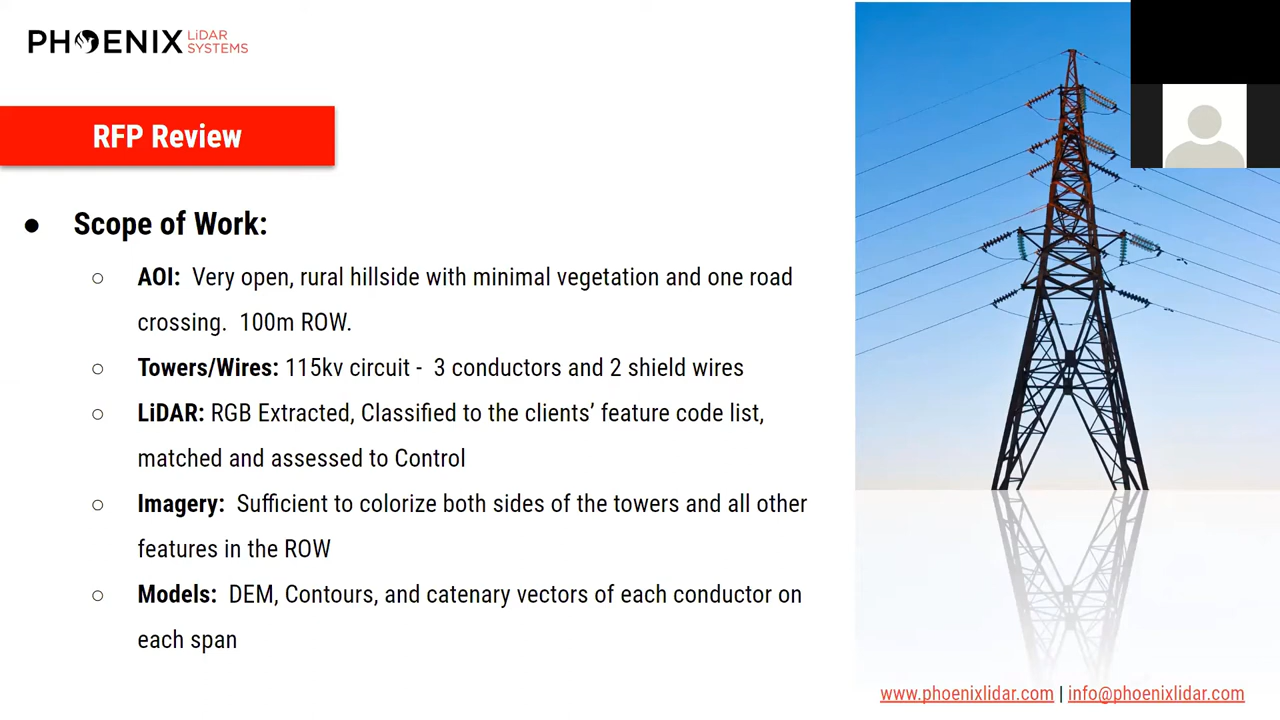 PHOENIX LiDAR SYSTEMS
RFP Review
● Scope of Work:
○ AOI: Very open, rural hillside with minimal vegetation and one road
crossing. 100m ROW.
○ Towers/Wires: 115kv circuit - 3 conductors and 2 shield wires
○ LiDAR: RGB Extracted, Classified to the clients’ feature code list,
matched and assessed to Control
○ Imagery: Sufficient to colorize both sides of the towers and all other
features in the ROW
○ Models: DEM, Contours, and catenary vectors of each conductor on
each span
www.phoenixlidar.com | info@phoenixlidar.com